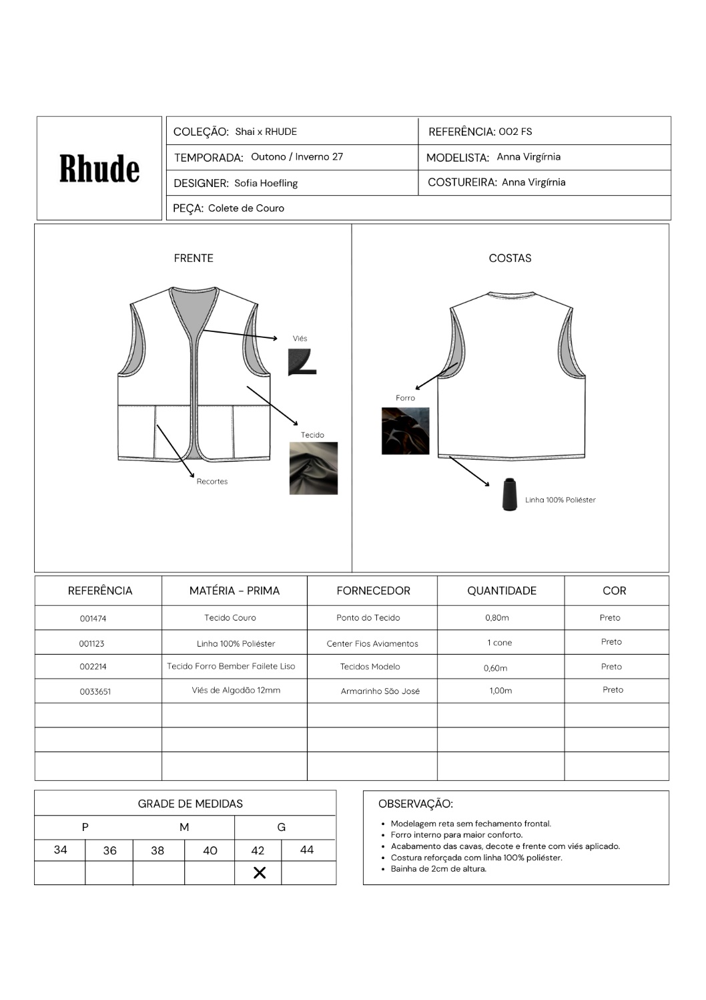 Rhude
COLEÇÃO: Shai x RHUDE
REFERÊNCIA: 002 FS
TEMPORADA: Outono / Inverno 27
MODELISTA: Anna Virgírnia
DESIGNER: Sofia Hoefling
COSTUREIRA: Anna Virgírnia
PEÇA: Colete de Couro
FRENTE
COSTAS
Viés
Forro
Tecido
Recortes
Linha 100% Poliéster
REFERÊNCIA MATÉRIA - PRIMA FORNECEDOR QUANTIDADE COR
001474 Tecido Couro Ponto do Tecido 0,80m Preto
001123 Linha 100% Poliéster Center Fios Aviamentos 1 cone Preto
002214 Tecido Forro Bember Failete Liso Tecidos Modelo 0,60m Preto
0033651 Viés de Algodão 12mm Armarinho São José 1,00m Preto
GRADE DE MEDIDAS
P M G
34 36 38 40 42 44
X
OBSERVAÇÃO:
• Modelagem reta sem fechamento frontal.
• Forro interno para maior conforto.
• Acabamento das cavas, decote e frente com viés aplicado.
• Costura reforçada com linha 100% poliéster.
• Bainha de 2cm de altura.